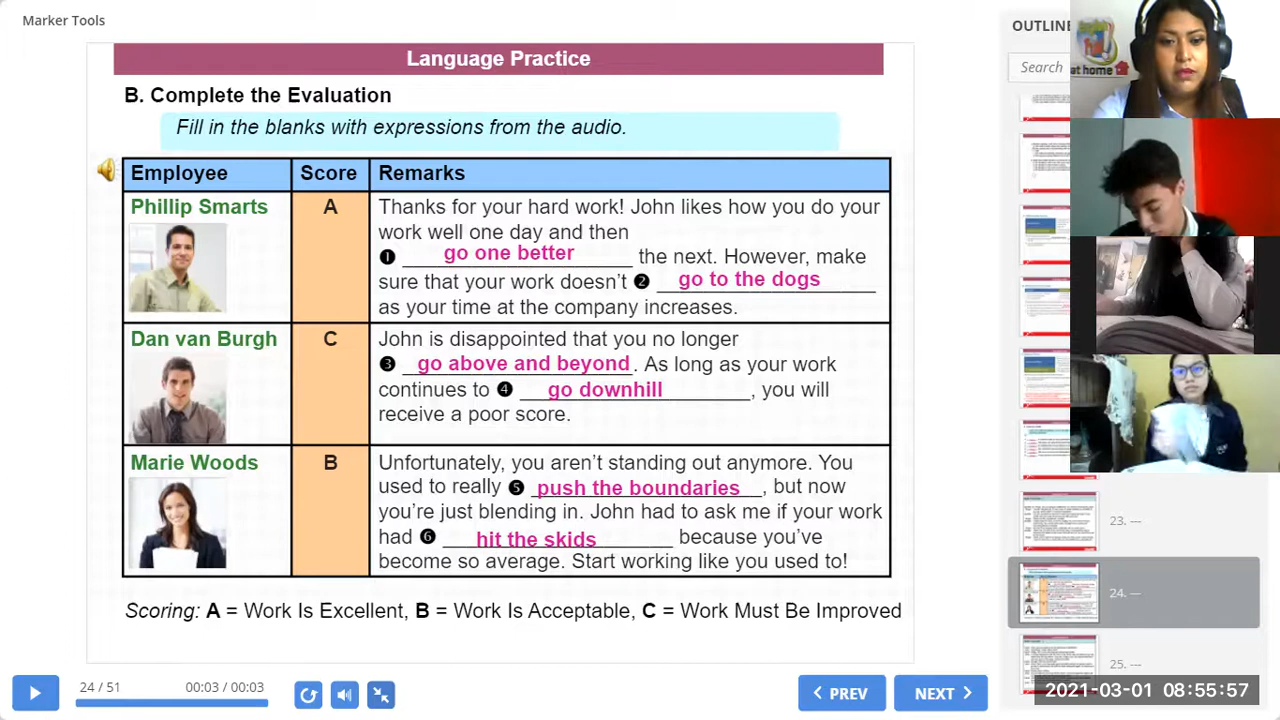 Marker Tools
OUTLINE
Search
English
at home
Language Practice
B. Complete the Evaluation
Fill in the blanks with expressions from the audio.
Employee Score Remarks
Phillip Smarts A Thanks for your hard work! John likes how you do your
work well one day and then
❶ go one better the next. However, make
sure that your work doesn't ❷ go to the dogs
as your time at the company increases.
Dan van Burgh C John is disappointed that you no longer
❸ go above and beyond. As long as your work
continues to ❹ go downhill, you will
receive a poor score.
Marie Woods B Unfortunately, you aren't standing out anymore. You
used to really ❺ push the boundaries, but now
you're just blending in. John had to ask me if your work
had ❻ hit the skids because you've
become so average. Start working like you used to!
Scoring: A = Work Is Excellent, B = Work Is Acceptable, C = Work Must Be Improved
23. —
24. —
25. —
24 / 51
00:03 / 00:03
PREV
NEXT
2021-03-01 08:55:57